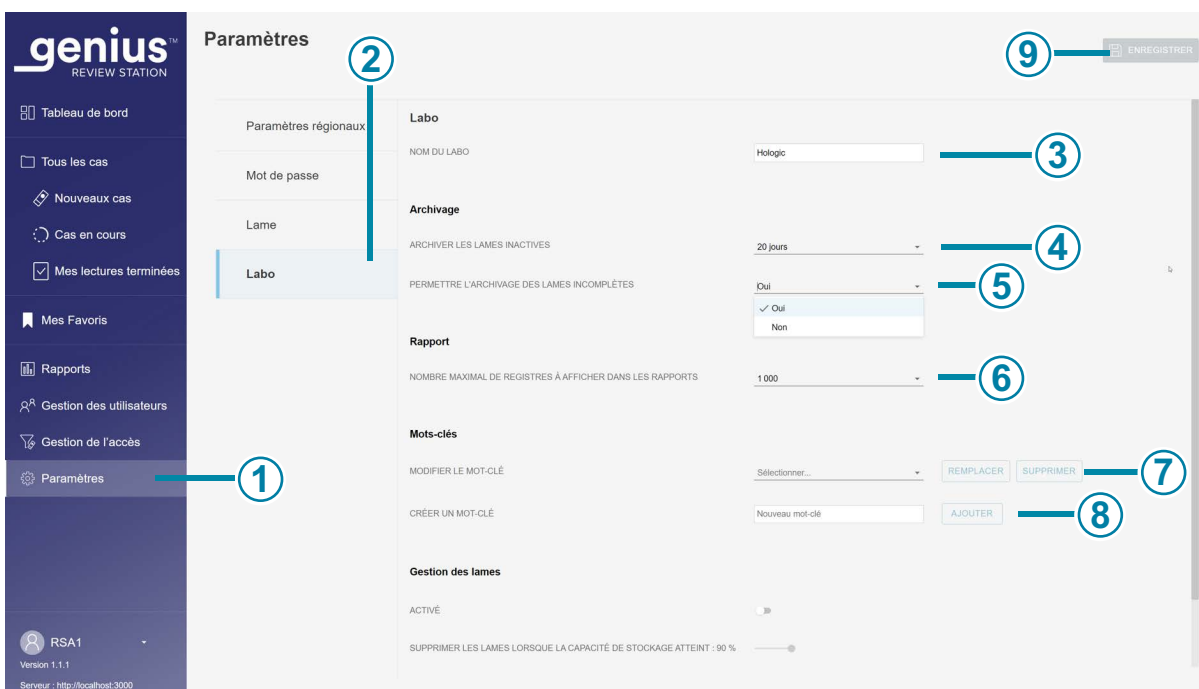 genius™
REVIEW STATION
Tableau de bord
Tous les cas
Nouveaux cas
Cas en cours
Mes lectures terminées
Mes Favoris
Rapports
Gestion des utilisateurs
Gestion de l'accès
Paramètres
1
RSA1
Version 1.1.1
Serveur : http://localhost:3000
Paramètres
2
9
ENREGISTRER
Paramètres régionaux
Mot de passe
Lame
Labo
Labo
NOM DU LABO
Hologic
3
Archivage
ARCHIVER LES LAMES INACTIVES
20 jours
4
PERMETTRE L'ARCHIVAGE DES LAMES INCOMPLÈTES
Oui
5
Oui
Non
Rapport
NOMBRE MAXIMAL DE REGISTRES À AFFICHER DANS LES RAPPORTS
1 000
6
Mots-clés
MODIFIER LE MOT-CLÉ
Sélectionner...
REMPLACER
SUPPRIMER
7
CRÉER UN MOT-CLÉ
Nouveau mot-clé
AJOUTER
8
Gestion des lames
ACTIVÉ
SUPPRIMER LES LAMES LORSQUE LA CAPACITÉ DE STOCKAGE ATTEINT : 90 %